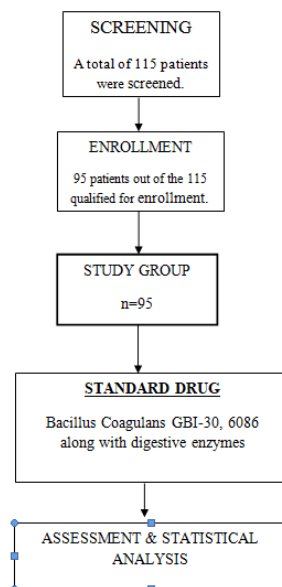 SCREENING
A total of 115 patients
were screened.
ENROLLMENT
95 patients out of the 115
qualified for enrollment.
STUDY GROUP
n=95
STANDARD DRUG
Bacillus Coagulans GBI-30, 6086
along with digestive enzymes
ASSESSMENT & STATISTICAL
ANALYSIS